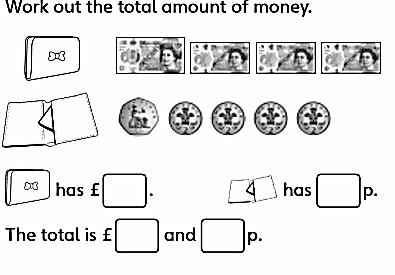 Work out the total amount of money.
has £ . has p.
The total is £ and p.